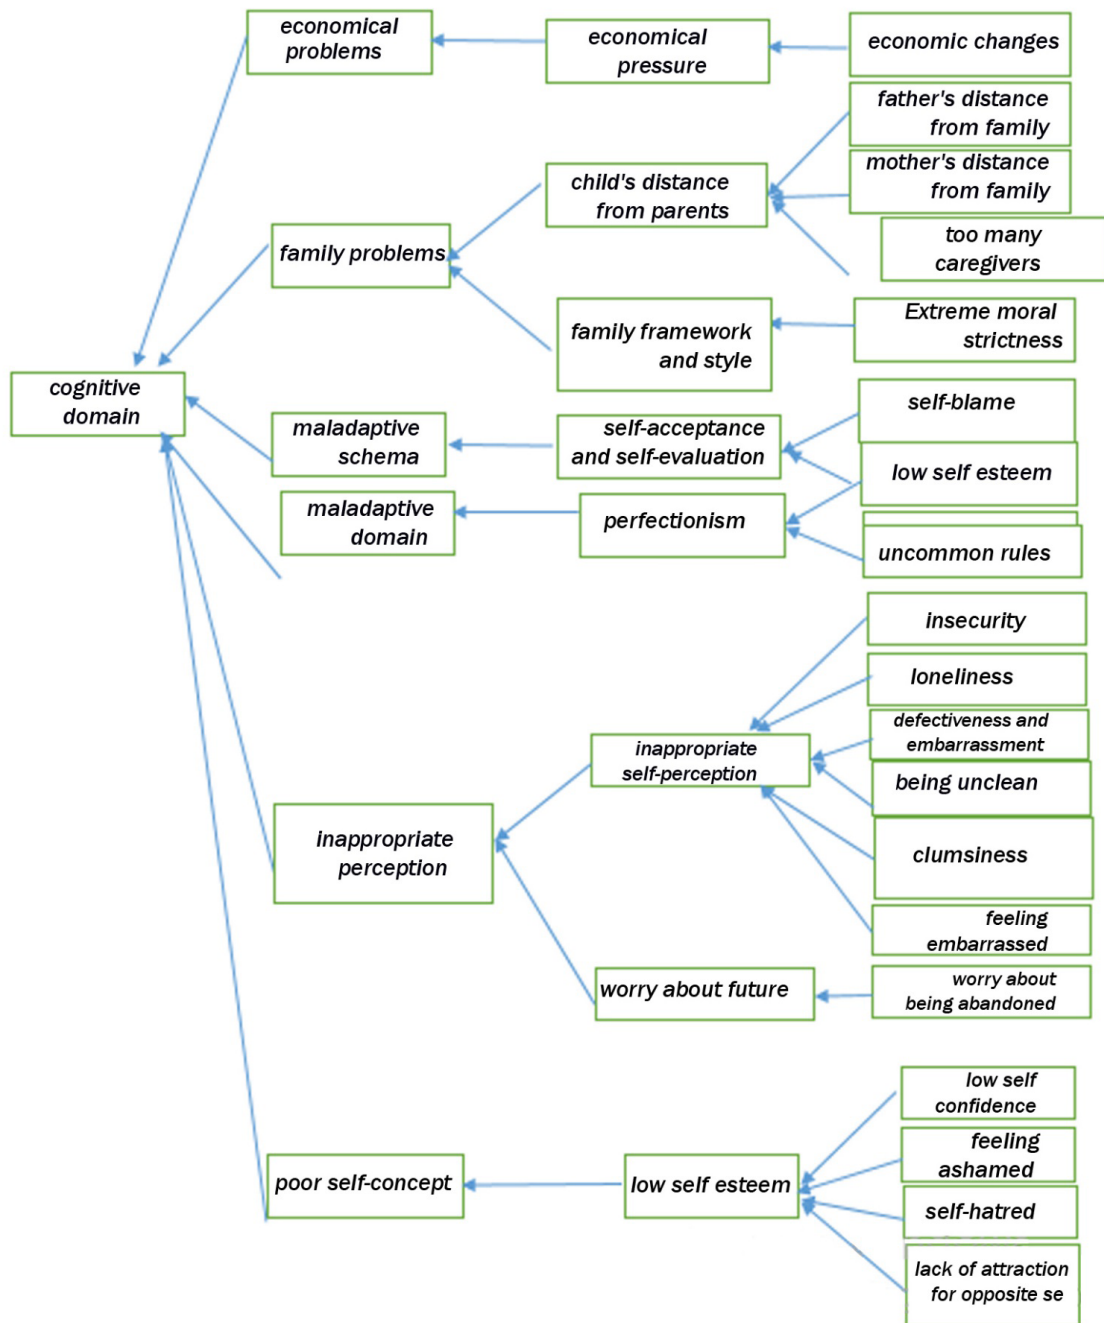 economical
problems
economical
pressure
economic changes
father's distance
from family
child's distance
from parents
mother's distance
from family
too many
caregivers
family problems
family framework
and style
Extreme moral
strictness
cognitive
domain
maladaptive
schema
self-acceptance
and self-evaluation
self-blame
low self esteem
maladaptive
domain
perfectionism
uncommon rules
insecurity
loneliness
inappropriate
self-perception
defectiveness and
embarrassment
being unclean
inappropriate
perception
clumsiness
feeling
embarrassed
worry about future
worry about
being abandoned
low self
confidence
poor self-concept
low self esteem
feeling
ashamed
self-hatred
lack of attraction
for opposite se